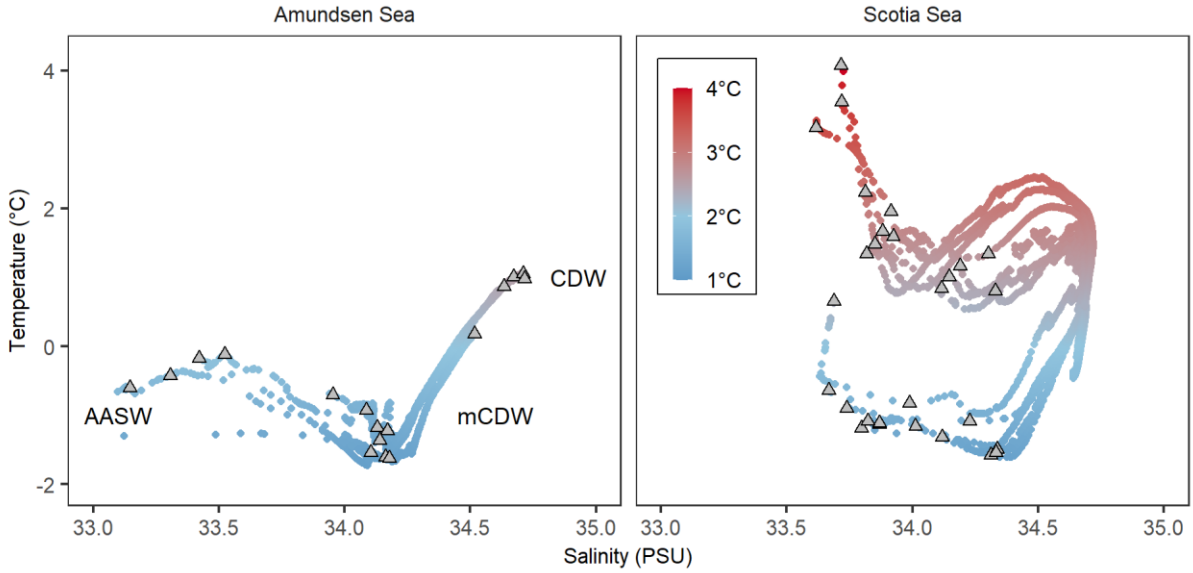 Amundsen Sea
Scotia Sea
Temperature (°C)
4
2
0
-2
AASW
mCDW
CDW
4°C
3°C
2°C
1°C
33.0 33.5 34.0 34.5 35.0
33.0 33.5 34.0 34.5 35.0
Salinity (PSU)